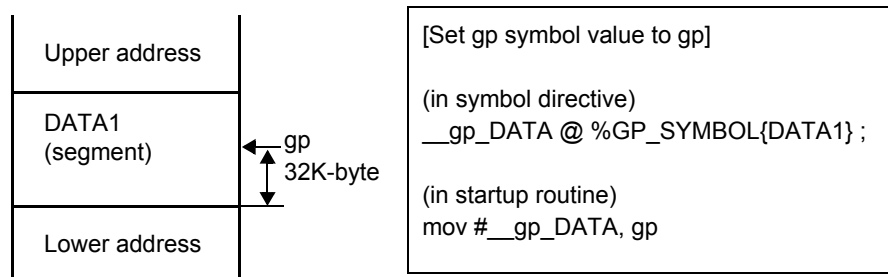 Upper address
DATA1
(segment)
gp
32K-byte
Lower address
[Set gp symbol value to gp]
(in symbol directive)
__gp_DATA @ %GP_SYMBOL{DATA1} ;
(in startup routine)
mov #__gp_DATA, gp